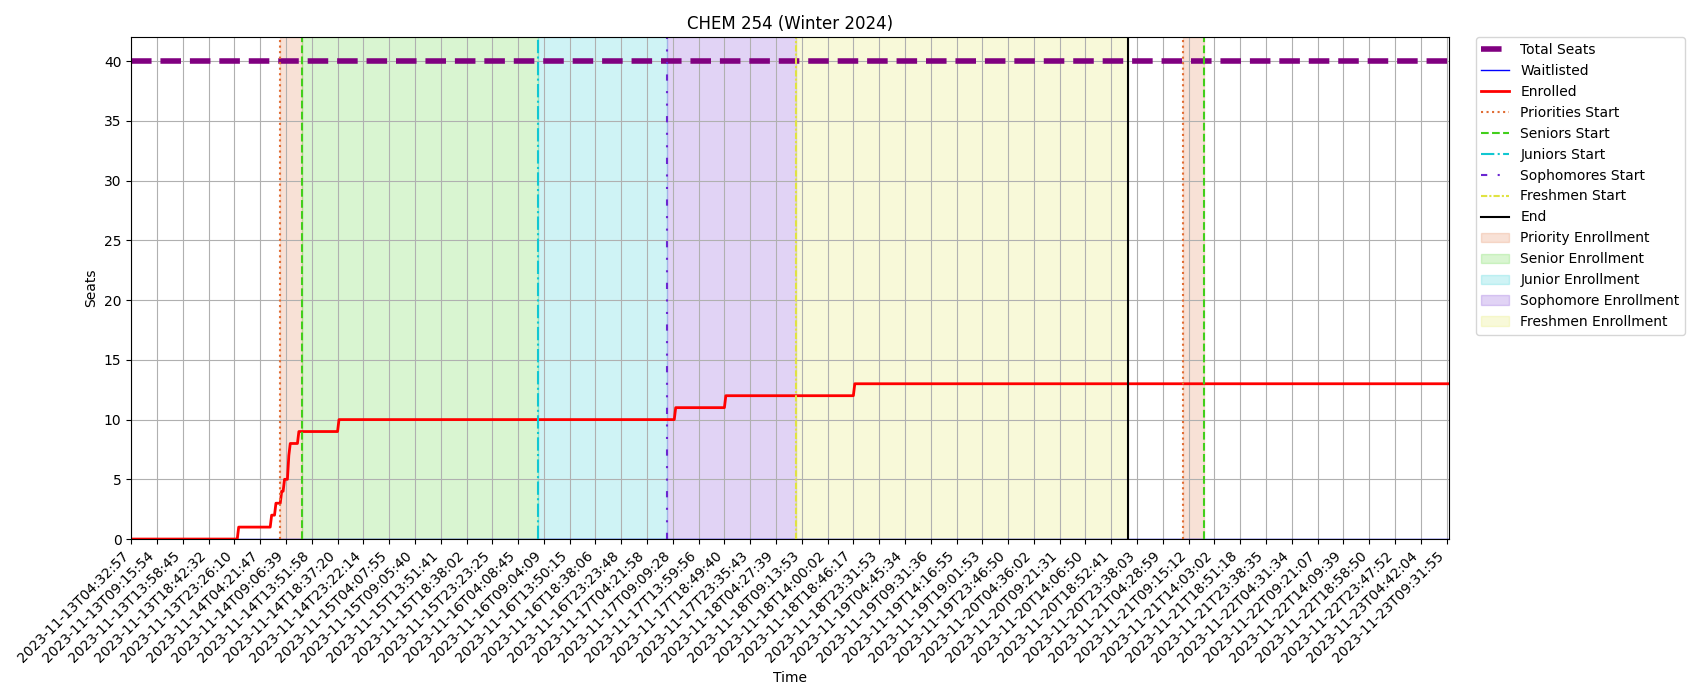 CHEM 254 (Winter 2024)
Seats
40
35
30
25
20
15
10
5
0
2023-11-13T04:32:57
2023-11-13T09:15:54
2023-11-13T13:58:45
2023-11-13T18:42:32
2023-11-13T23:26:10
2023-11-14T04:21:47
2023-11-14T09:06:39
2023-11-14T13:51:58
2023-11-14T18:37:20
2023-11-14T23:22:14
2023-11-15T04:07:55
2023-11-15T09:05:40
2023-11-15T13:51:41
2023-11-15T18:38:02
2023-11-15T23:23:25
2023-11-16T04:08:45
2023-11-16T09:04:09
2023-11-16T13:50:15
2023-11-16T18:38:06
2023-11-16T23:23:48
2023-11-17T04:21:58
2023-11-17T09:09:28
2023-11-17T13:59:56
2023-11-17T18:49:40
2023-11-17T23:35:43
2023-11-18T04:27:39
2023-11-18T09:13:53
2023-11-18T14:00:02
2023-11-18T18:46:17
2023-11-18T23:31:53
2023-11-19T04:45:34
2023-11-19T09:31:36
2023-11-19T14:16:55
2023-11-19T19:01:53
2023-11-19T23:46:50
2023-11-20T04:36:02
2023-11-20T09:21:31
2023-11-20T14:06:50
2023-11-20T18:52:41
2023-11-20T23:38:03
2023-11-21T04:28:59
2023-11-21T09:15:12
2023-11-21T14:03:02
2023-11-21T18:51:18
2023-11-21T23:38:35
2023-11-22T04:31:34
2023-11-22T09:21:07
2023-11-22T14:09:39
2023-11-22T18:58:50
2023-11-22T23:47:52
2023-11-23T04:42:04
2023-11-23T09:31:55
Time
Total Seats
Waitlisted
Enrolled
Priorities Start
Seniors Start
Juniors Start
Sophomores Start
Freshmen Start
End
Priority Enrollment
Senior Enrollment
Junior Enrollment
Sophomore Enrollment
Freshmen Enrollment